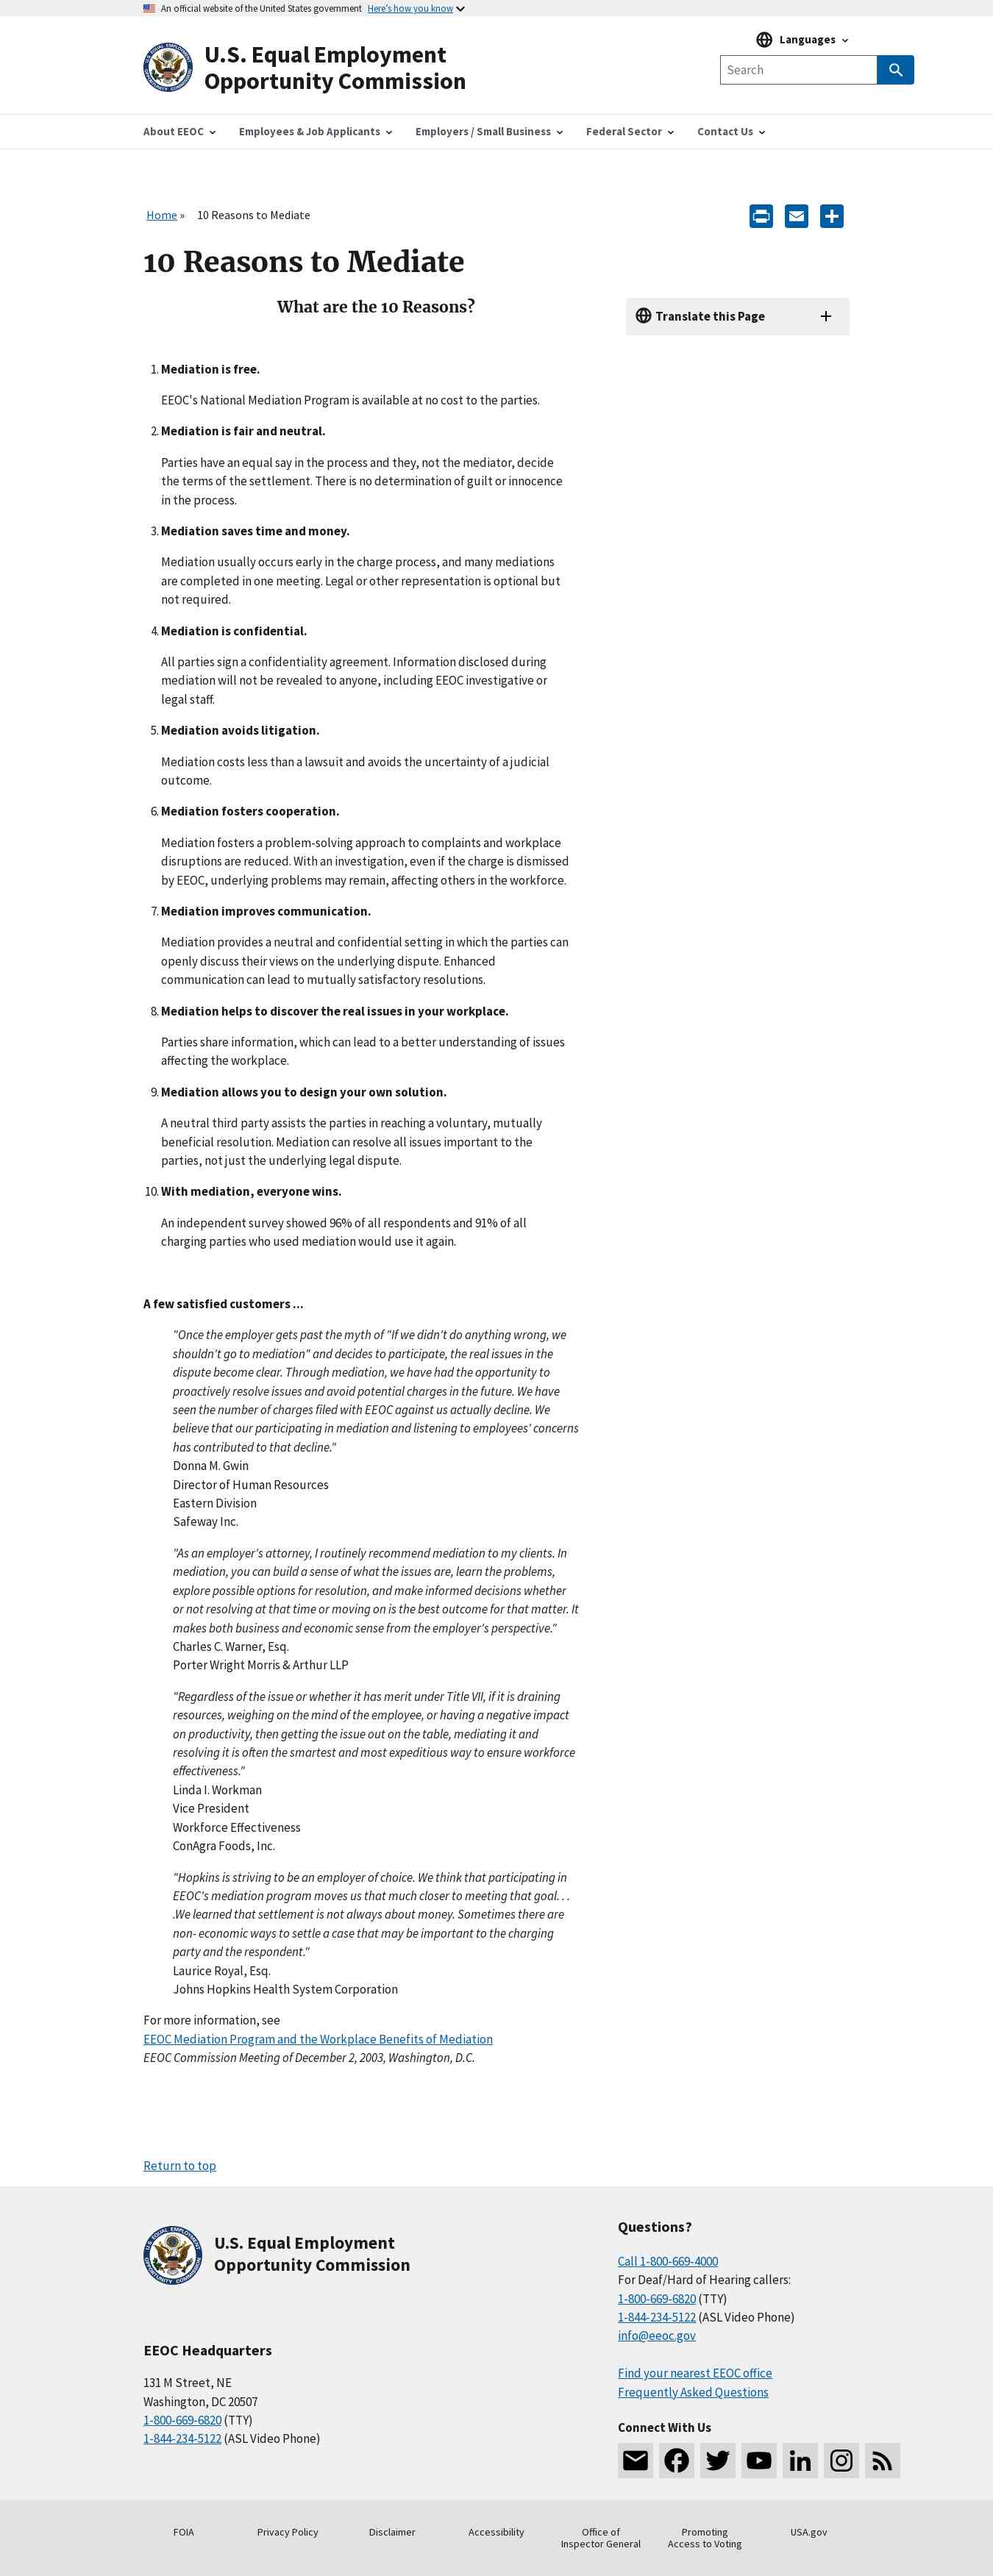 An official website of the United States government Here's how you know
U.S. Equal Employment
Opportunity Commission
Languages
Search
About EEOC
Employees & Job Applicants
Employers / Small Business
Federal Sector
Contact Us
Home » 10 Reasons to Mediate
10 Reasons to Mediate
What are the 10 Reasons?
Translate this Page
1. Mediation is free.
EEOC's National Mediation Program is available at no cost to the parties.
2. Mediation is fair and neutral.
Parties have an equal say in the process and they, not the mediator, decide
the terms of the settlement. There is no determination of guilt or innocence
in the process.
3. Mediation saves time and money.
Mediation usually occurs early in the charge process, and many mediations
are completed in one meeting. Legal or other representation is optional but
not required.
4. Mediation is confidential.
All parties sign a confidentiality agreement. Information disclosed during
mediation will not be revealed to anyone, including EEOC investigative or
legal staff.
5. Mediation avoids litigation.
Mediation costs less than a lawsuit and avoids the uncertainty of a judicial
outcome.
6. Mediation fosters cooperation.
Mediation fosters a problem-solving approach to complaints and workplace
disruptions are reduced. With an investigation, even if the charge is dismissed
by EEOC, underlying problems may remain, affecting others in the workforce.
7. Mediation improves communication.
Mediation provides a neutral and confidential setting in which the parties can
openly discuss their views on the underlying dispute. Enhanced
communication can lead to mutually satisfactory resolutions.
8. Mediation helps to discover the real issues in your workplace.
Parties share information, which can lead to a better understanding of issues
affecting the workplace.
9. Mediation allows you to design your own solution.
A neutral third party assists the parties in reaching a voluntary, mutually
beneficial resolution. Mediation can resolve all issues important to the
parties, not just the underlying legal dispute.
10. With mediation, everyone wins.
An independent survey showed 96% of all respondents and 91% of all
charging parties who used mediation would use it again.
A few satisfied customers ...
"Once the employer gets past the myth of "If we didn't do anything wrong, we
shouldn't go to mediation" and decides to participate, the real issues in the
dispute become clear. Through mediation, we have had the opportunity to
proactively resolve issues and avoid potential charges in the future. We have
seen the number of charges filed with EEOC against us actually decline. We
believe that our participating in mediation and listening to employees' concerns
has contributed to that decline."
Donna M. Gwin
Director of Human Resources
Eastern Division
Safeway Inc.
"As an employer's attorney, I routinely recommend mediation to my clients. In
mediation, you can build a sense of what the issues are, learn the problems,
explore possible options for resolution, and make informed decisions whether
or not resolving at that time or moving on is the best outcome for that matter. It
makes both business and economic sense from the employer's perspective."
Charles C. Warner, Esq.
Porter Wright Morris & Arthur LLP
"Regardless of the issue or whether it has merit under Title VII, if it is draining
resources, weighing on the mind of the employee, or having a negative impact
on productivity, then getting the issue out on the table, mediating it and
resolving it is often the smartest and most expeditious way to ensure workforce
effectiveness."
Linda I. Workman
Vice President
Workforce Effectiveness
ConAgra Foods, Inc.
"Hopkins is striving to be an employer of choice. We think that participating in
EEOC's mediation program moves us that much closer to meeting that goal. . .
.We learned that settlement is not always about money. Sometimes there are
non- economic ways to settle a case that may be important to the charging
party and the respondent."
Laurice Royal, Esq.
Johns Hopkins Health System Corporation
For more information, see
EEOC Mediation Program and the Workplace Benefits of Mediation
EEOC Commission Meeting of December 2, 2003, Washington, D.C.
Return to top
U.S. Equal Employment
Opportunity Commission
EEOC Headquarters
131 M Street, NE
Washington, DC 20507
1-800-669-6820 (TTY)
1-844-234-5122 (ASL Video Phone)
Questions?
Call 1-800-669-4000
For Deaf/Hard of Hearing callers:
1-800-669-6820 (TTY)
1-844-234-5122 (ASL Video Phone)
info@eeoc.gov
Find your nearest EEOC office
Frequently Asked Questions
Connect With Us
FOIA
Privacy Policy
Disclaimer
Accessibility
Office of
Inspector General
Promoting
Access to Voting
USA.gov